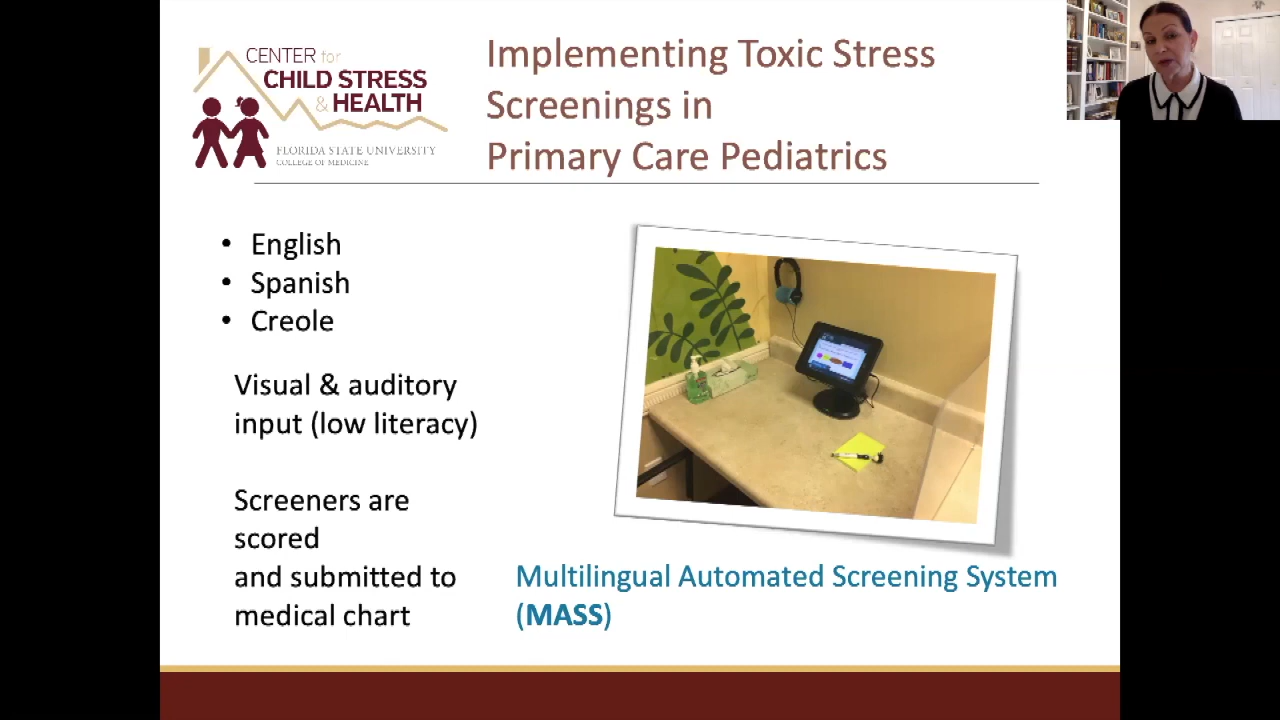 CENTER for
CHILD STRESS
& HEALTH
FLORIDA STATE UNIVERSITY
COLLEGE OF MEDICINE
Implementing Toxic Stress
Screenings in
Primary Care Pediatrics
• English
• Spanish
• Creole
Visual & auditory
input (low literacy)
Screeners are
scored
and submitted to
medical chart
Multilingual Automated Screening System
(MASS)